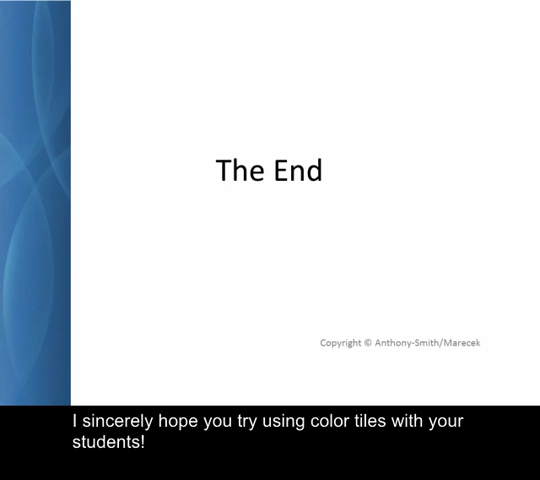 The End
Copyright © Anthony-Smith/Marecek
I sincerely hope you try using color tiles with your
students!